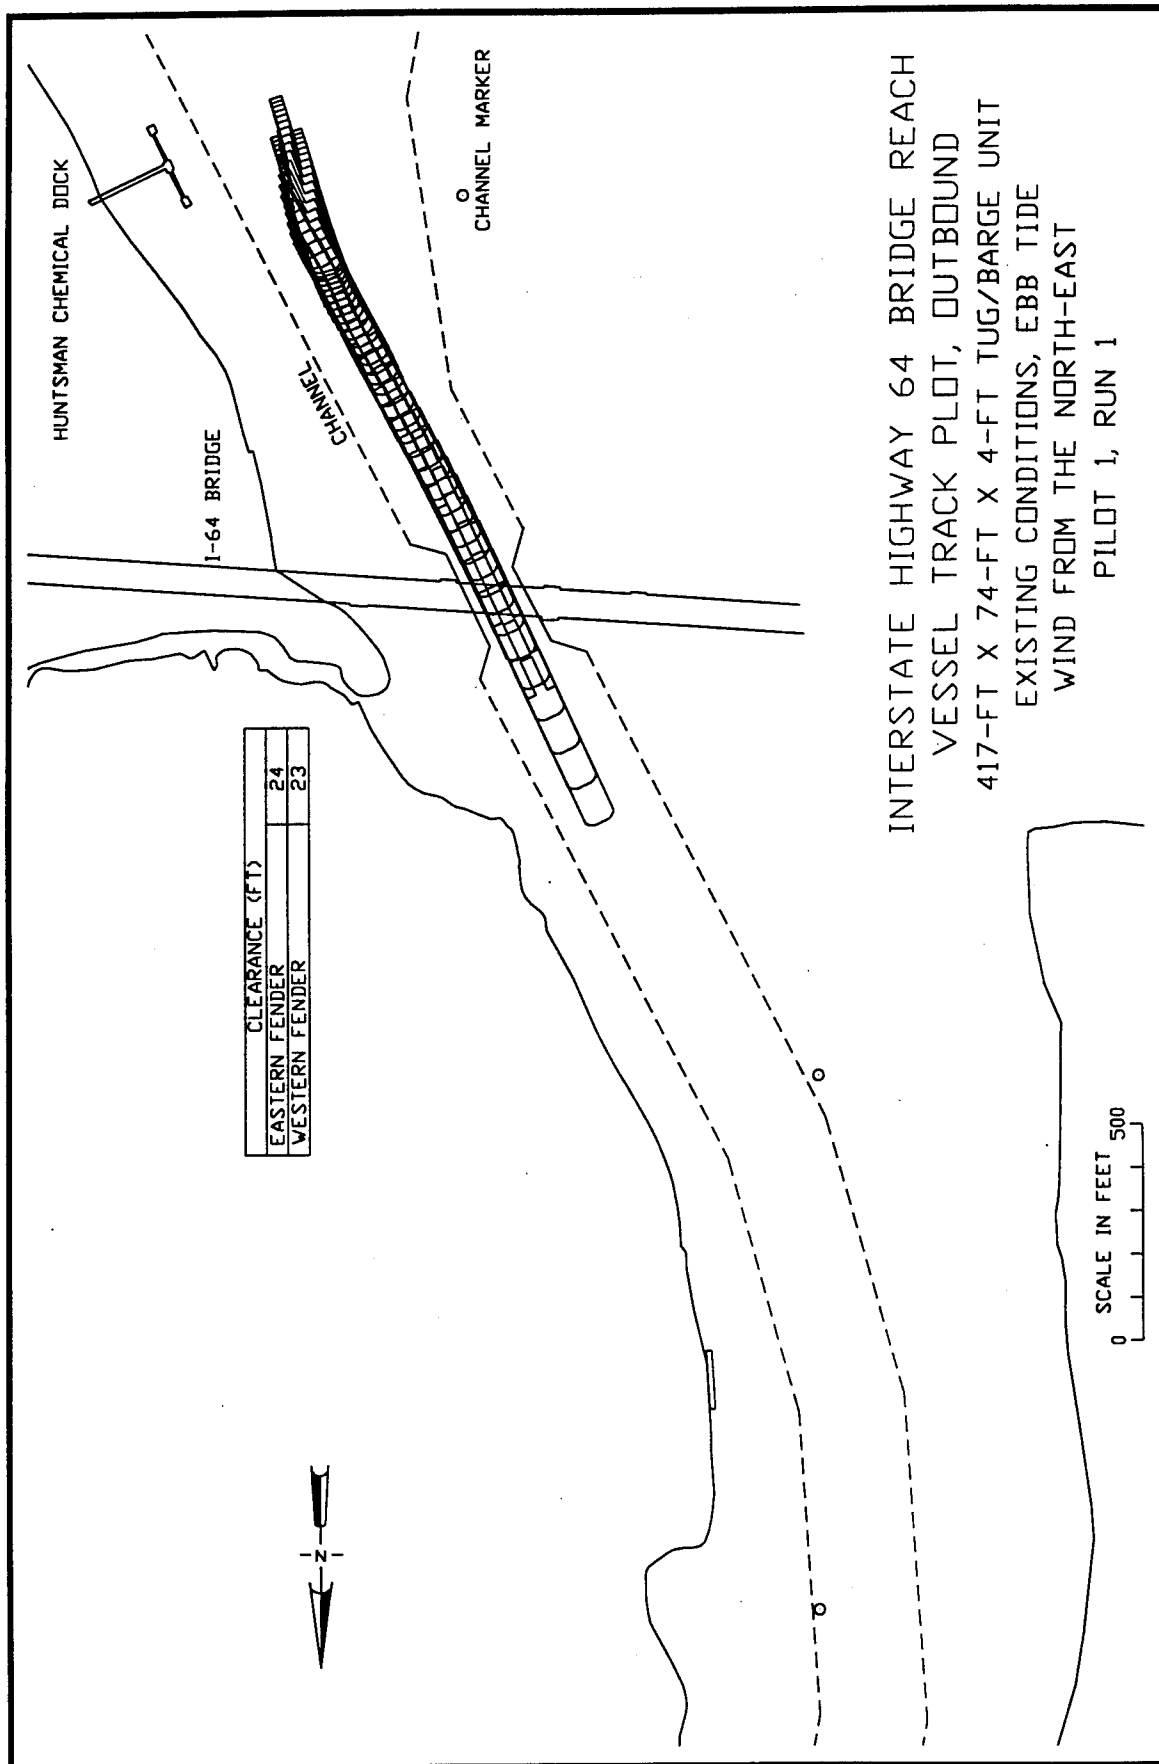 HUNTSMAN CHEMICAL DOCK
I-64 BRIDGE
CHANNEL
CHANNEL MARKER
CLEARANCE (FT)
EASTERN FENDER 24
WESTERN FENDER 23
N
INTERSTATE HIGHWAY 64 BRIDGE REACH
VESSEL TRACK PLOT, OUTBOUND
417-FT X 74-FT X 4-FT TUG/BARGE UNIT
EXISTING CONDITIONS, EBB TIDE
WIND FROM THE NORTH-EAST
PILOT 1, RUN 1
SCALE IN FEET
0 500